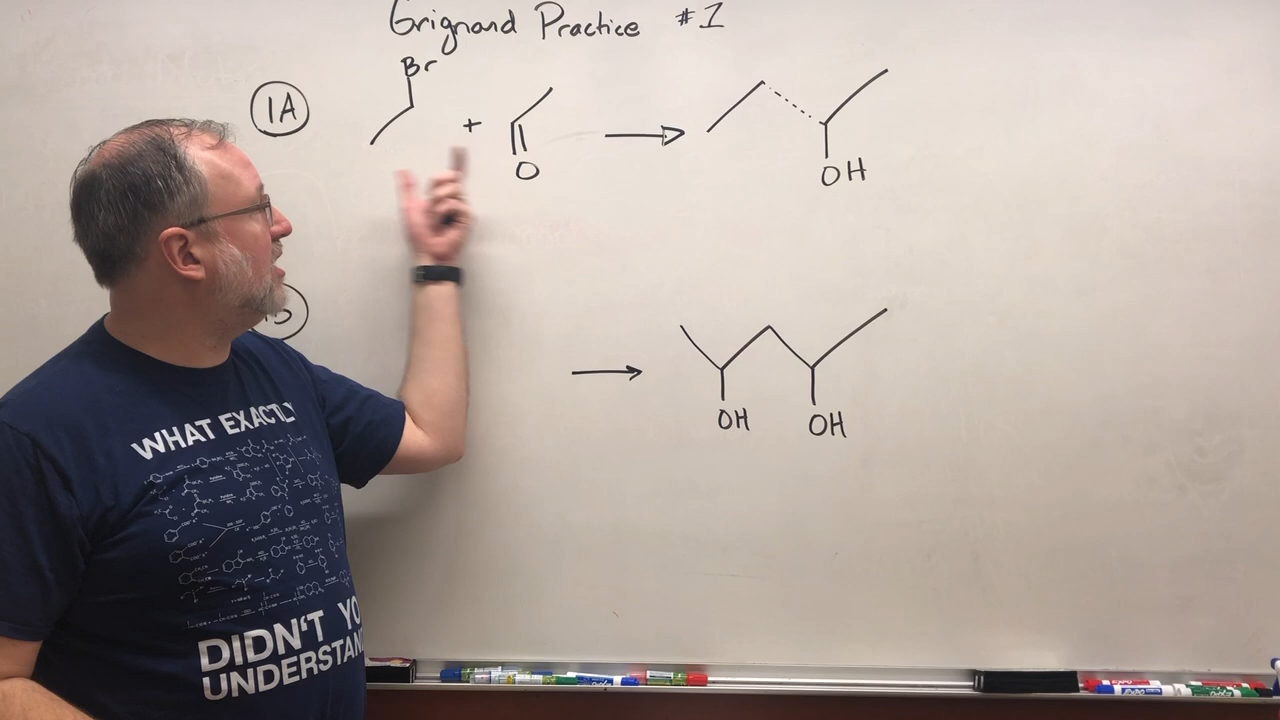 Grignard Practice #1
1A
Br
+
O
OH
OH
OH
WHAT EXACTLY
DIDN'T YO
UNDERSTAN